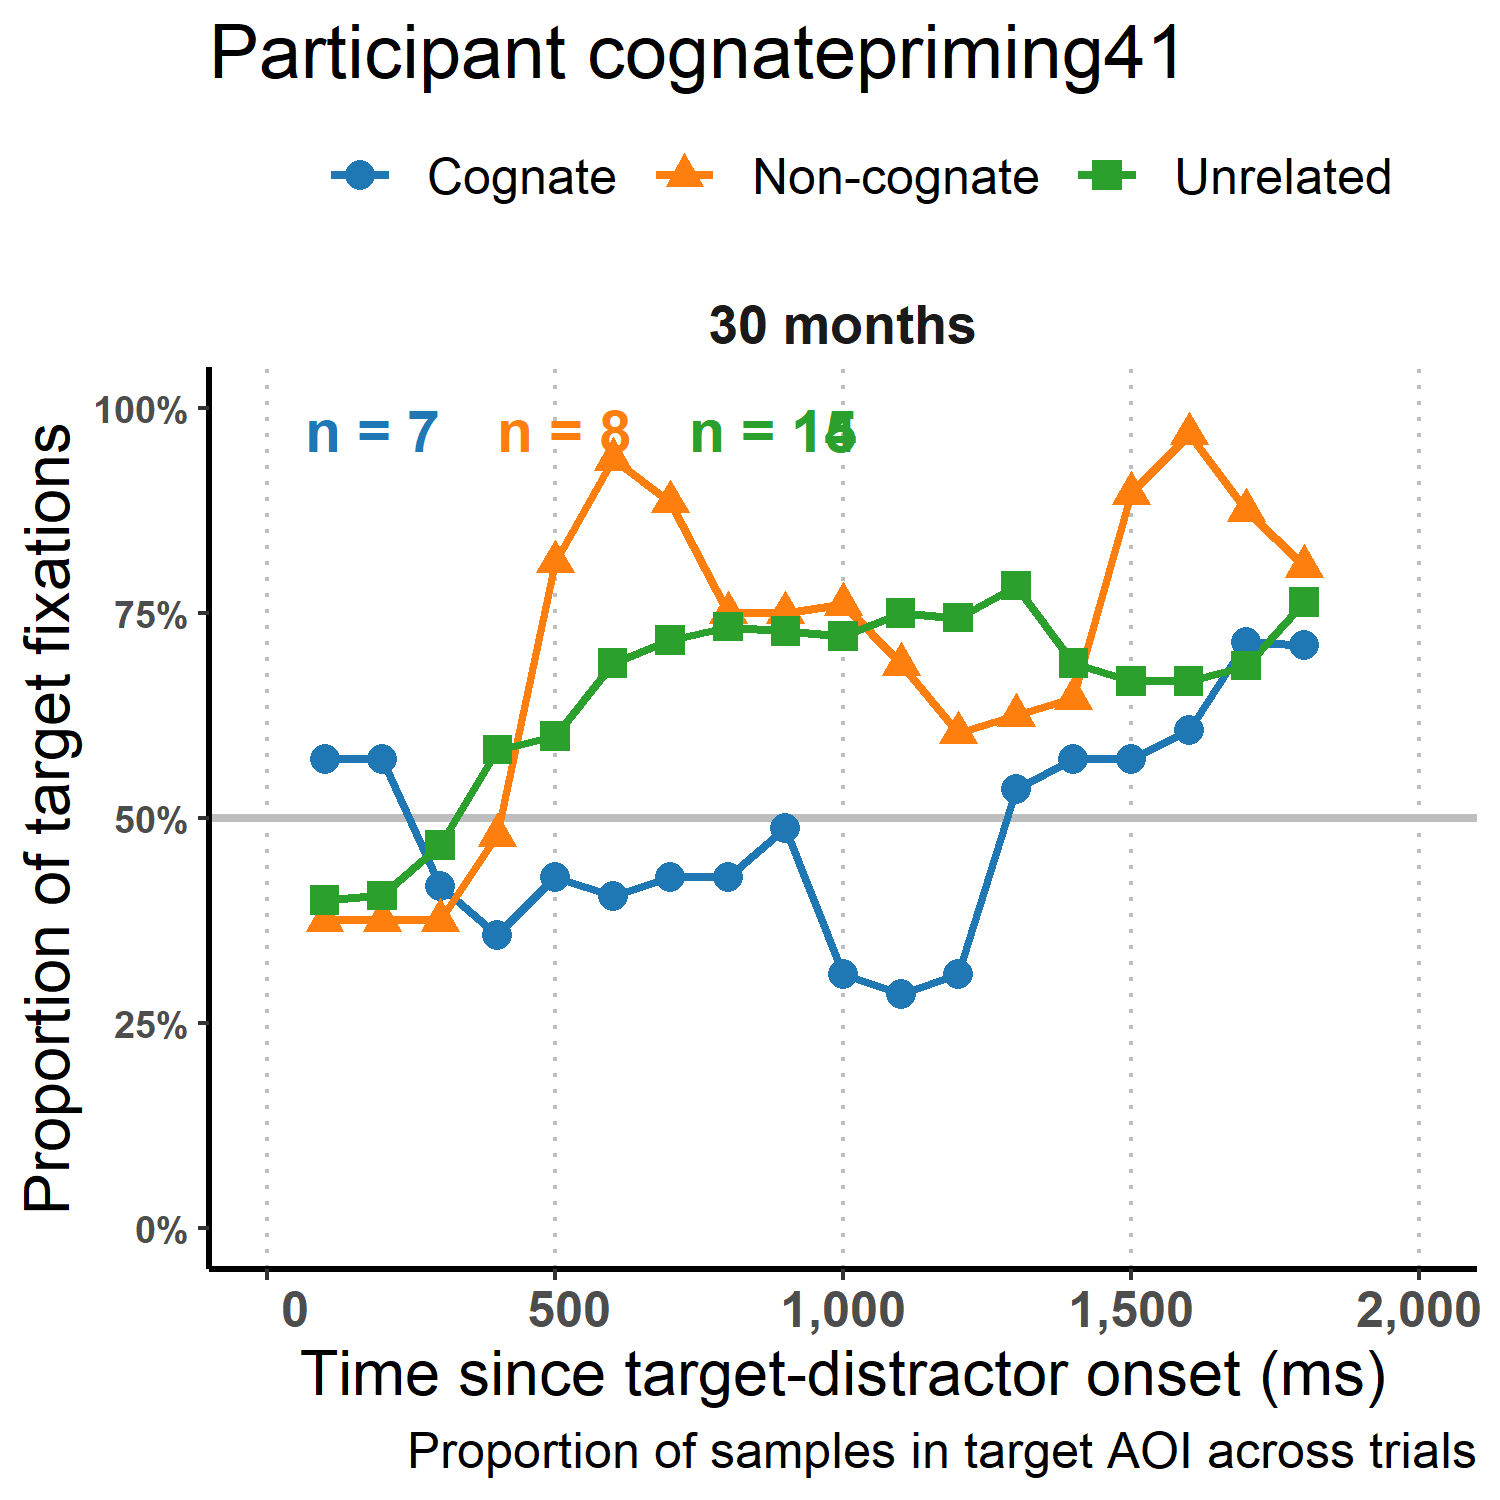 Participant cognatepriming41
Cognate Non-cognate Unrelated
30 months
100%
75%
50%
25%
0%
n = 7 n = 8 n =
Proportion of target fixations
0 500 1,000 1,500 2,000
Time since target-distractor onset (ms)
Proportion of samples in target AOI across trials